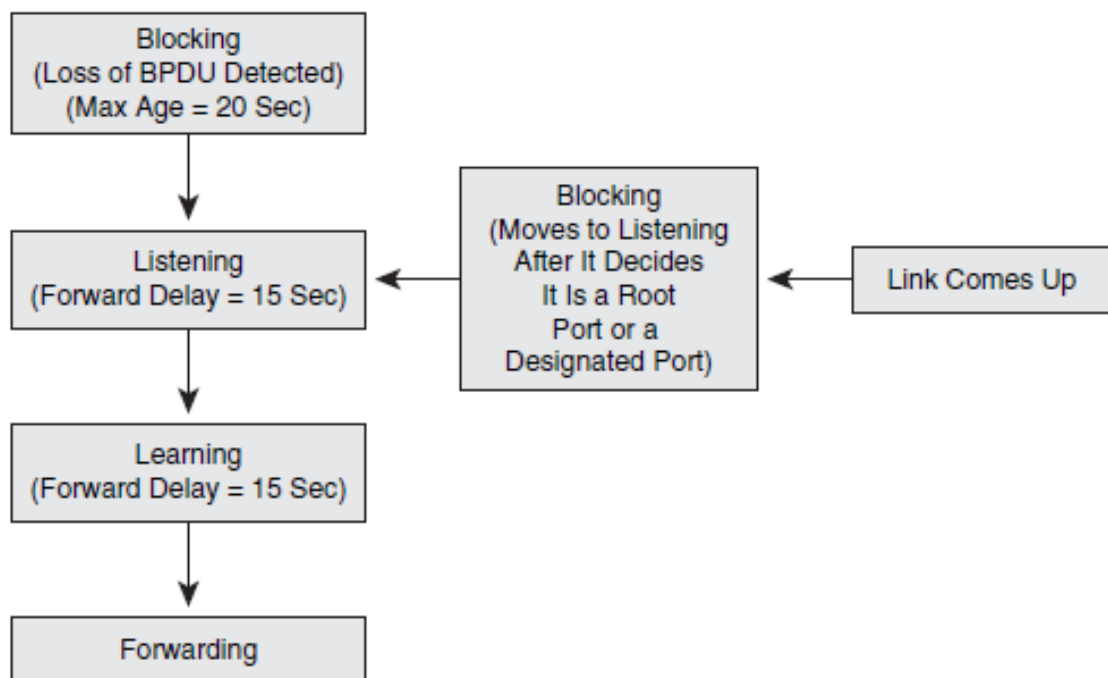 Blocking
(Loss of BPDU Detected)
(Max Age = 20 Sec)
Listening
(Forward Delay = 15 Sec)
Blocking
(Moves to Listening
After It Decides
It Is a Root
Port or a
Designated Port)
Link Comes Up
Learning
(Forward Delay = 15 Sec)
Forwarding